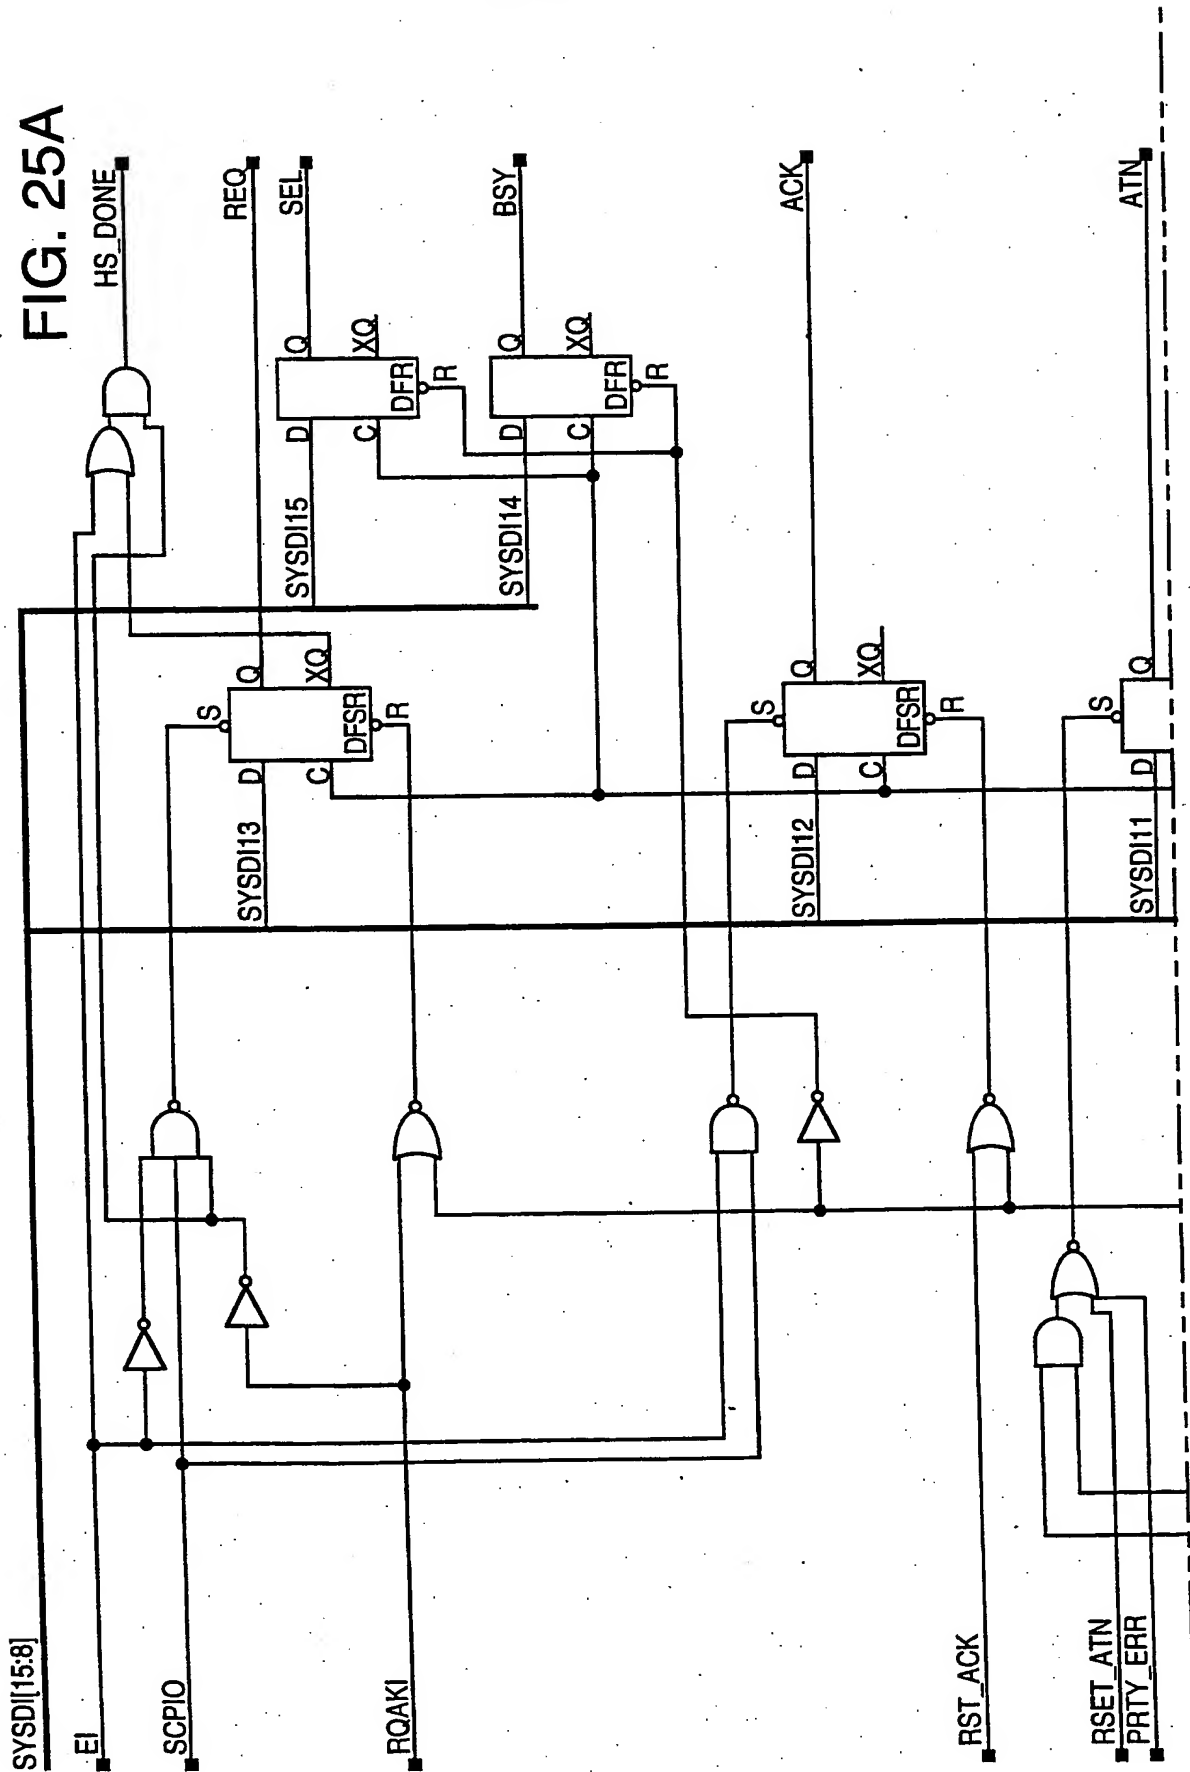 FIG. 25A
SYSDI[15:8]
EI
SCPIO
RQAKI
RST_ACK
RSET_ATN
PRTY_ERR
HS_DONE
REQ
SEL
BSY
ACK
ATN
SYSDI13
D
C
S
Q
XQ
DFSR
R
SYSDI15
D
C
Q
XQ
DFR
R
SYSDI14
D
C
Q
XQ
DFR
R
SYSDI12
D
C
S
Q
XQ
DFSR
R
SYSDI11
D
S
Q